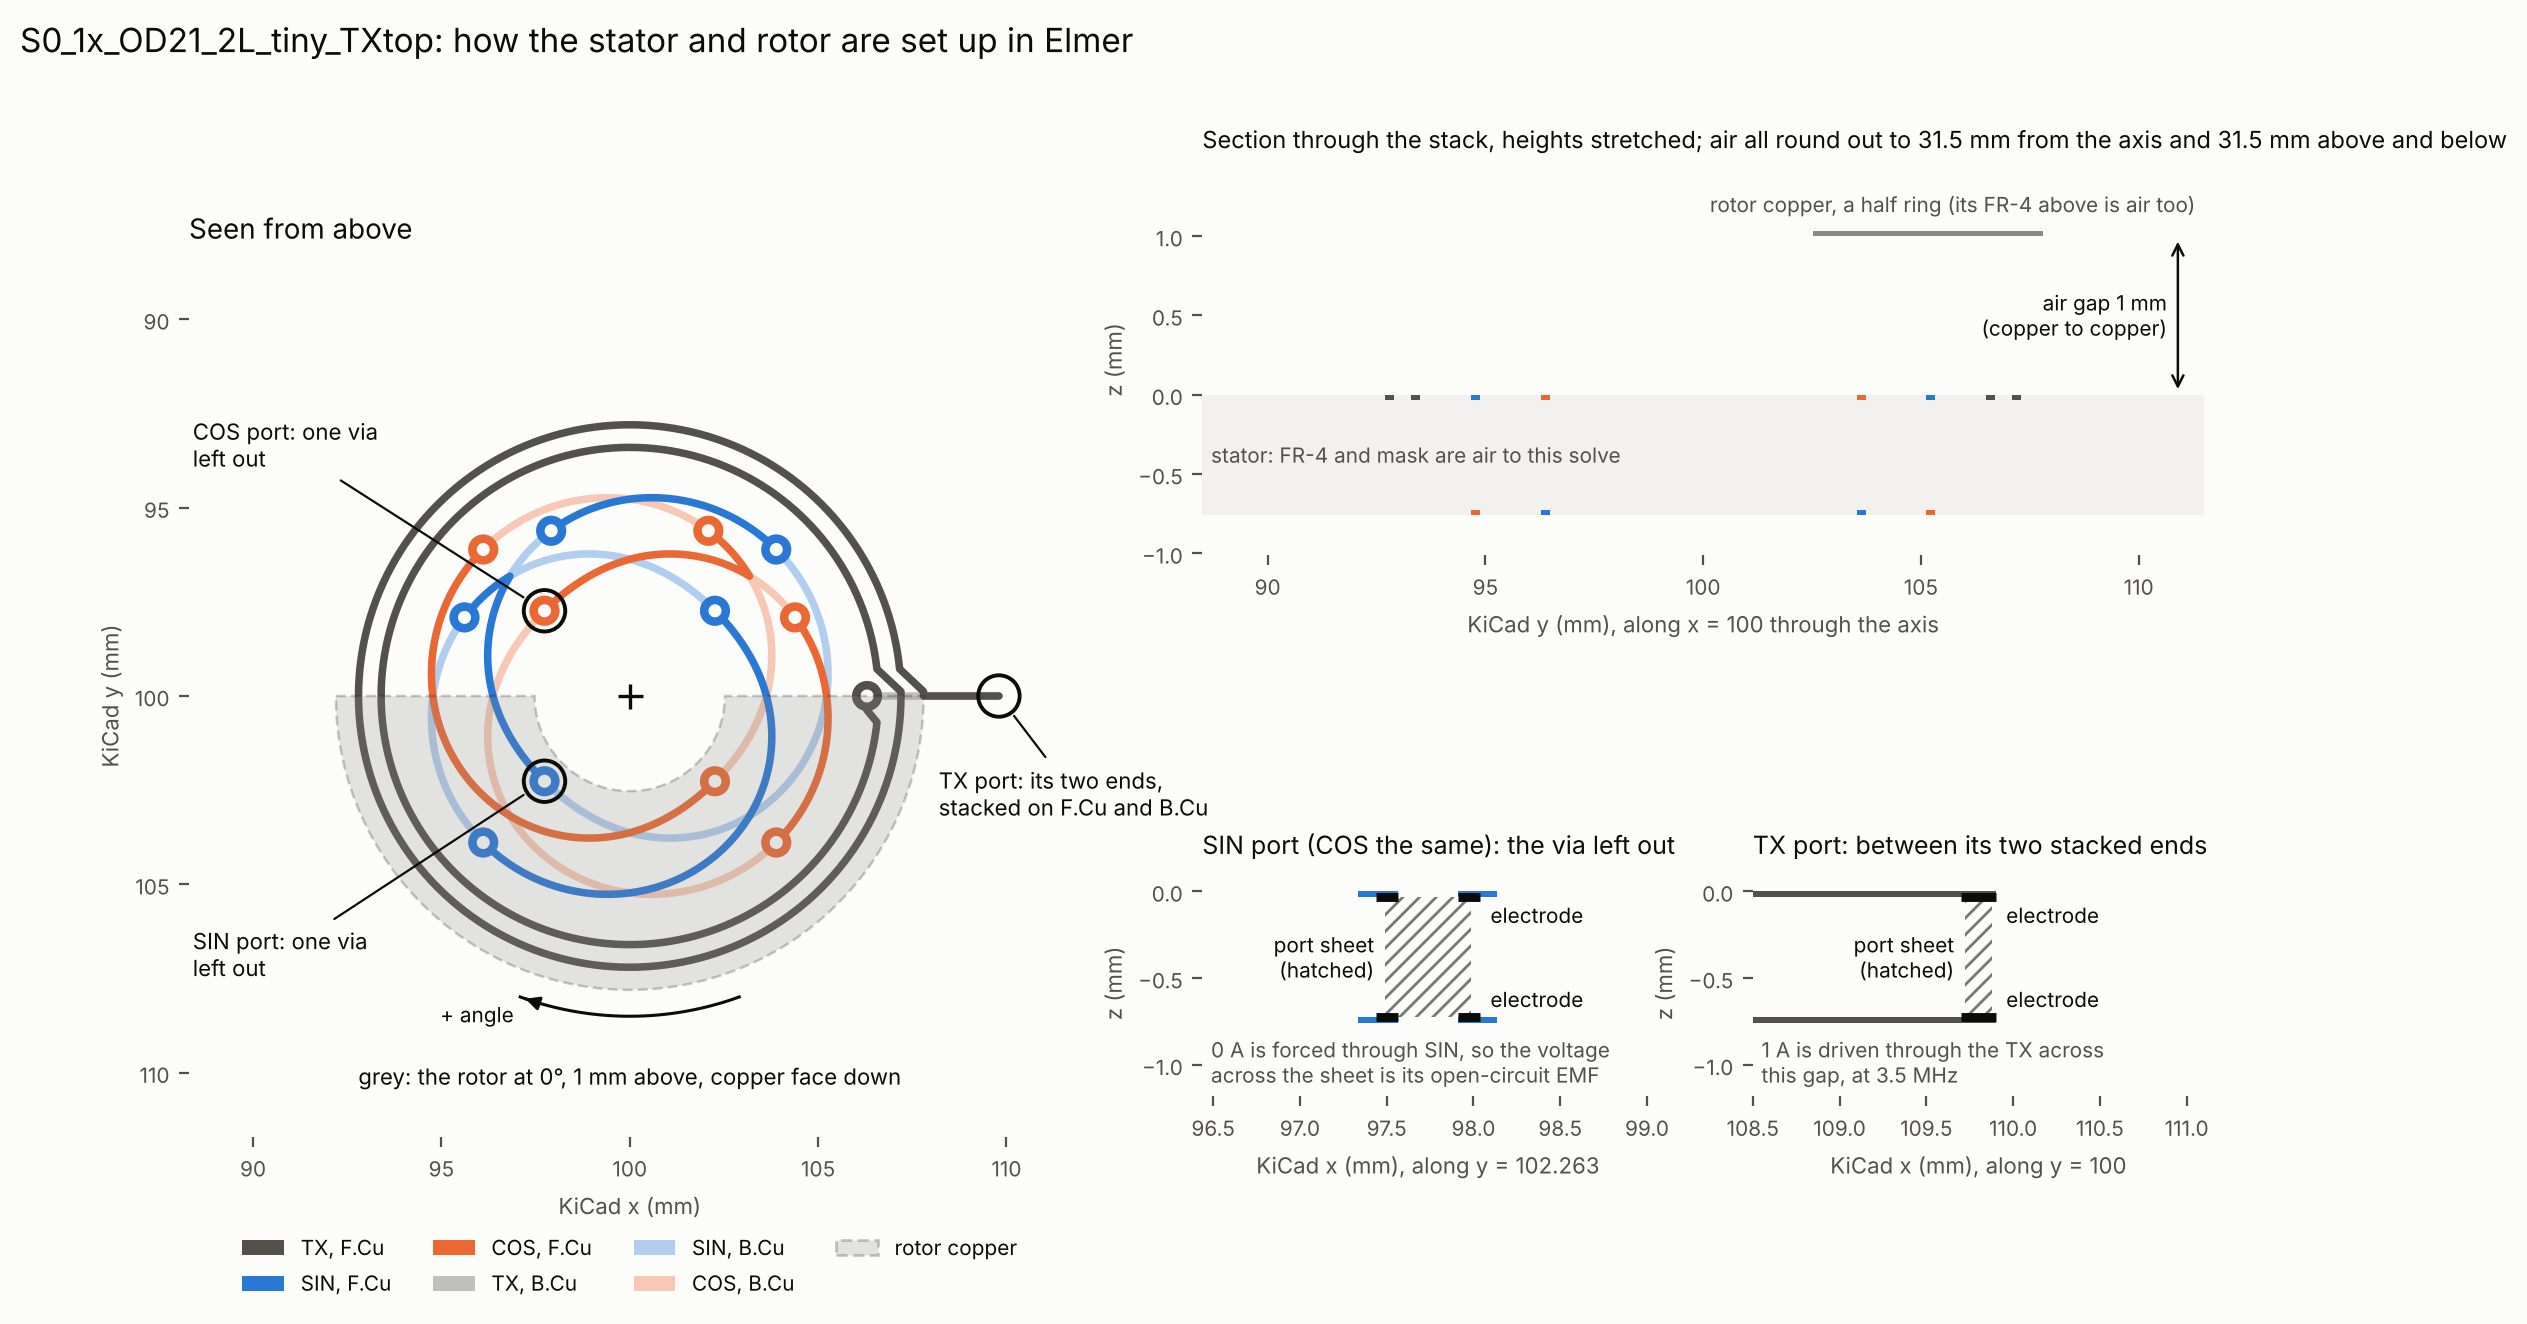 S0_1x_OD21_2L_tiny_TXtop: how the stator and rotor are set up in Elmer
Seen from above
90
95
100
105
110
KiCad y (mm)
COS port: one via
left out
SIN port: one via
left out
TX port: its two ends,
stacked on F.Cu and B.Cu
+ angle
grey: the rotor at 0°, 1 mm above, copper face down
90
95
100
105
110
KiCad x (mm)
TX, F.Cu
COS, F.Cu
SIN, B.Cu
rotor copper
SIN, F.Cu
TX, B.Cu
COS, B.Cu
Section through the stack, heights stretched; air all round out to 31.5 mm from the axis and 31.5 mm above and below
rotor copper, a half ring (its FR-4 above is air too)
1.0
0.5
0.0
−0.5
−1.0
z (mm)
air gap 1 mm
(copper to copper)
stator: FR-4 and mask are air to this solve
90
95
100
105
110
KiCad y (mm), along x = 100 through the axis
SIN port (COS the same): the via left out
0.0
−0.5
−1.0
z (mm)
electrode
port sheet
(hatched)
electrode
0 A is forced through SIN, so the voltage
across the sheet is its open-circuit EMF
96.5
97.0
97.5
98.0
98.5
99.0
KiCad x (mm), along y = 102.263
TX port: between its two stacked ends
0.0
−0.5
−1.0
z (mm)
electrode
port sheet
(hatched)
electrode
1 A is driven through the TX across
this gap, at 3.5 MHz
108.5
109.0
109.5
110.0
110.5
111.0
KiCad x (mm), along y = 100